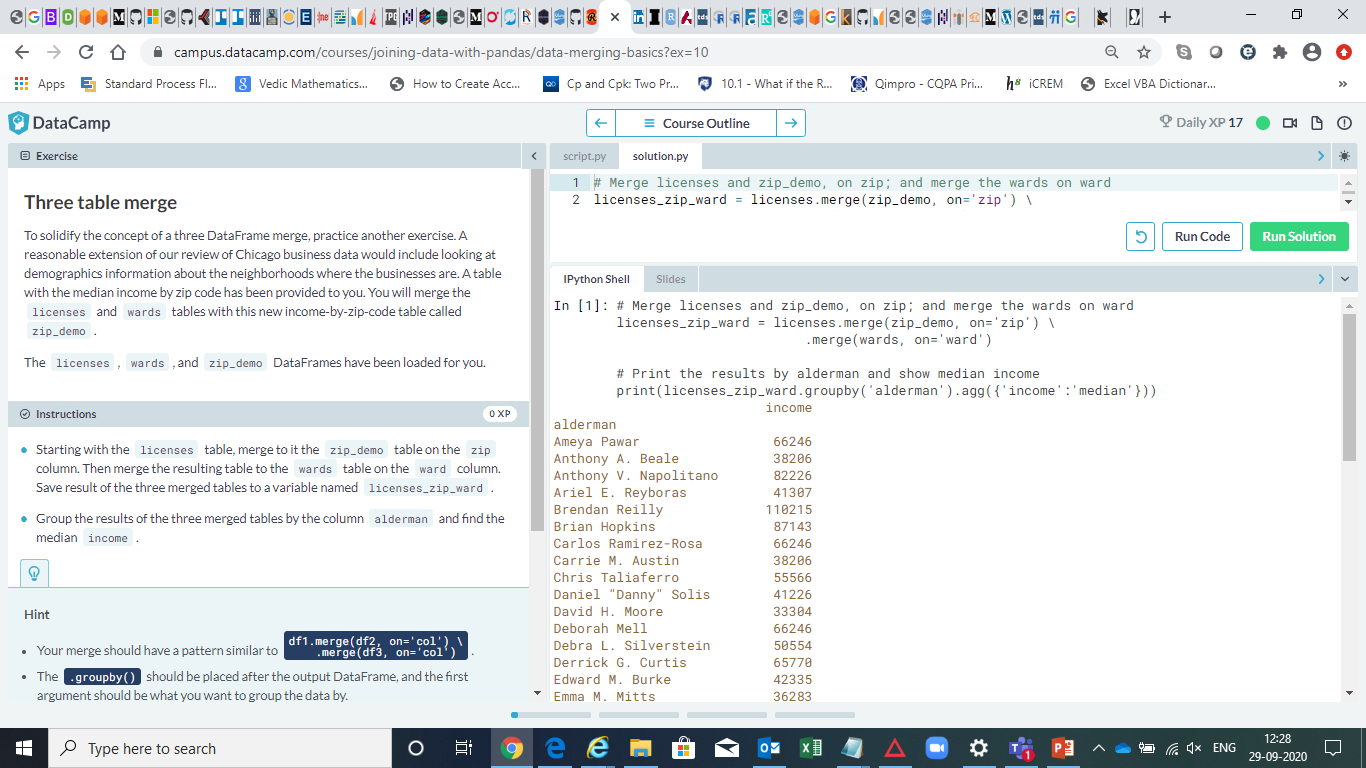 campus.datacamp.com/courses/joining-data-with-pandas/data-merging-basics?ex=10
Apps
Standard Process Fl...
Vedic Mathematics...
How to Create Acc...
Cp and Cpk: Two Pr...
10.1 - What if the R...
Qimpro - CQPA Pri...
iCREM
Excel VBA Dictionar...
DataCamp
Course Outline
Daily XP 17
Exercise
Three table merge
To solidify the concept of a three DataFrame merge, practice another exercise. A
reasonable extension of our review of Chicago business data would include looking at
demographics information about the neighborhoods where the businesses are. A table
with the median income by zip code has been provided to you. You will merge the
licenses and wards tables with this new income-by-zip-code table called
zip_demo .
The licenses , wards , and zip_demo DataFrames have been loaded for you.
Instructions
0 XP
Starting with the licenses table, merge to it the zip_demo table on the zip
column. Then merge the resulting table to the wards table on the ward column.
Save result of the three merged tables to a variable named licenses_zip_ward .
Group the results of the three merged tables by the column alderman and find the
median income .
Hint
Your merge should have a pattern similar to df1.merge(df2, on='col') \
.merge(df3, on='col') .
The .groupby() should be placed after the output DataFrame, and the first
argument should be what you want to group the data by.
script.py
solution.py
1 # Merge licenses and zip_demo, on zip; and merge the wards on ward
2 licenses_zip_ward = licenses.merge(zip_demo, on='zip') \
Run Code
Run Solution
IPython Shell
Slides
In [1]: # Merge licenses and zip_demo, on zip; and merge the wards on ward
licenses_zip_ward = licenses.merge(zip_demo, on='zip') \
.merge(wards, on='ward')
# Print the results by alderman and show median income
print(licenses_zip_ward.groupby('alderman').agg({'income':'median'}))
income
alderman
Ameya Pawar 66246
Anthony A. Beale 38206
Anthony V. Napolitano 82226
Ariel E. Reyboras 41307
Brendan Reilly 110215
Brian Hopkins 87143
Carlos Ramirez-Rosa 66246
Carrie M. Austin 38206
Chris Taliaferro 55566
Daniel "Danny" Solis 41226
David H. Moore 33304
Deborah Mell 66246
Debra L. Silverstein 50554
Derrick G. Curtis 65770
Edward M. Burke 42335
Emma M. Mitts 36283
Type here to search
ENG
12:28
29-09-2020